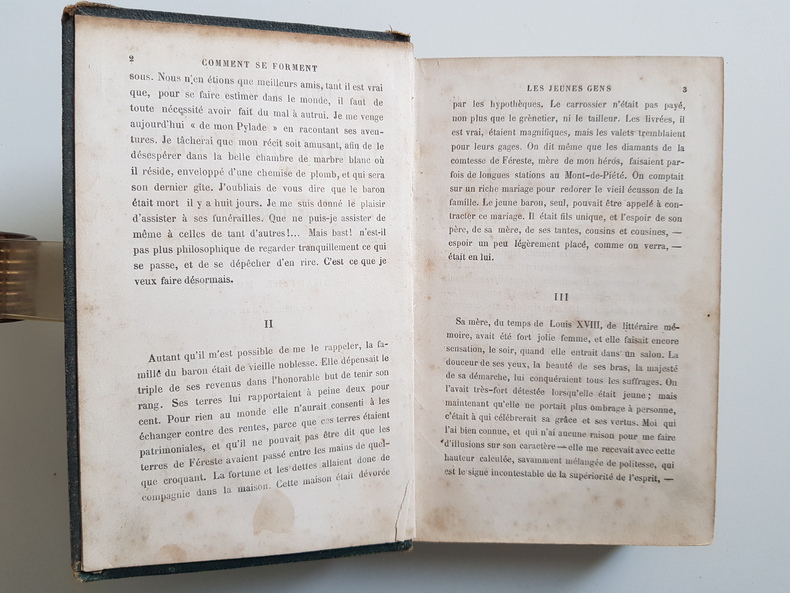 2
COMMENT SE FORMENT
sous. Nous n'en étions que meilleurs amis, tant il est vrai
que, pour se faire estimer dans le monde, il faut de
toute nécessité avoir fait du mal à autrui. Je me venge
aujourd'hui « de mon Pylade » en racontant ses aven-
tures. Je tâcherai que mon récit soit amusant, afin de le
désespérer dans la belle chambre de marbre blanc où
il réside, enveloppé d'une chemise de plomb, et qui sera
son dernier gîte. J'oubliais de vous dire que le baron
était mort il y a huit jours. Je me suis donné le plaisir
d'assister à ses funérailles. Que ne puis-je assister de
même à celles de tant d'autres!... Mais bast! n'est-il
pas plus philosophique de regarder tranquillement ce qui
se passe, et de se dépêcher d'en rire. C'est ce que je
veux faire désormais.
II
Autant qu'il m'est possible de me le rappeler, la fa-
mille du baron était de vieille noblesse. Elle dépensait le
triple de ses revenus dans l'honorable but de tenir son
rang. Ses terres lui rapportaient à peine deux pour
cent. Pour rien au monde elle n'aurait consenti à les
échanger contre des rentes, parce que ces terres étaient
patrimoniales, et qu'il ne pouvait pas être dit que les
terres de Féreste avaient passé entre les mains de quel-
que croquant. La fortune et les dettes allaient donc de
compagnie dans la maison. Cette maison était dévorée
LES JEUNES GENS
3
par les hypothèques. Le carrossier n'était pas payé,
non plus que le grènetier, ni le tailleur. Les livrées, il
est vrai, étaient magnifiques, mais les valets tremblaient
pour leurs gages. On dit même que les diamants de la
comtesse de Féreste, mère de mon héros, faisaient par-
fois de longues stations au Mont-de-Piété. On comptait
sur un riche mariage pour redorer le vieil écusson de la
famille. Le jeune baron, seul, pouvait être appelé à con-
tracter ce mariage. Il était fils unique, et l'espoir de son
père, de sa mère, de ses tantes, cousins et cousines, —
espoir un peu légèrement placé, comme on verra, —
était en lui.
III
Sa mère, du temps de Louis XVIII, de littéraire mé-
moire, avait été fort jolie femme, et elle faisait encore
sensation, le soir, quand elle entrait dans un salon. La
douceur de ses yeux, la beauté de ses bras, la majesté
de sa démarche, lui conquéraient tous les suffrages. On
l'avait très-fort détestée lorsqu'elle était jeune; mais
maintenant qu'elle ne portait plus ombrage à personne,
c'était à qui célébrerait sa grâce et ses vertus. Moi qui
l'ai bien connue, et qui n'ai aucune raison pour me faire
d'illusions sur son caractère — elle me recevait avec cette
hauteur calculée, savamment mélangée de politesse, qui
est le signe incontestable de la supériorité de l'esprit, —